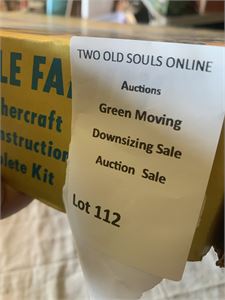 LE FA
hercraft
nstruction
plete Kit
TWO OLD SOULS ONLINE
Auctions
Green Moving
Downsizing Sale
Auction Sale
Lot 112